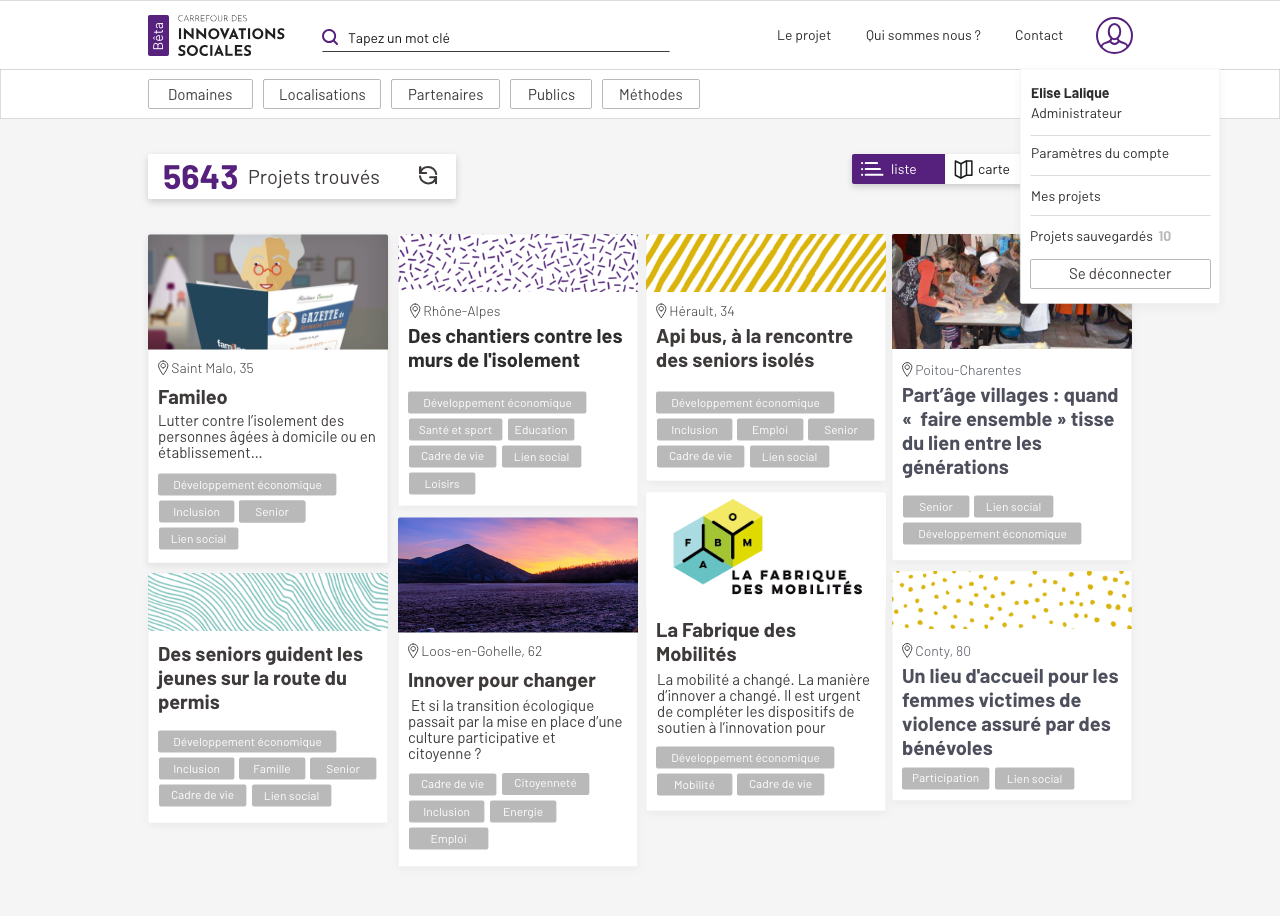 Bêta
CARREFOUR DES
INNOVATIONS
SOCIALES
Tapez un mot clé
Le projet
Qui sommes nous ?
Contact
Domaines
Localisations
Partenaires
Publics
Méthodes
Elise Lalique
Administrateur
Paramètres du compte
Mes projets
Projets sauvegardés 10
Se déconnecter
5643 Projets trouvés
liste
carte
GAZETTE
Saint Malo, 35
Famileo
Lutter contre l’isolement des
personnes âgées à domicile ou en
établissement...
Développement économique
Inclusion
Senior
Lien social
Des seniors guident les
jeunes sur la route du
permis
Développement économique
Inclusion
Famille
Senior
Cadre de vie
Lien social
Rhône-Alpes
Des chantiers contre les
murs de l'isolement
Développement économique
Santé et sport
Education
Cadre de vie
Lien social
Loisirs
Loos-en-Gohelle, 62
Innover pour changer
Et si la transition écologique
passait par la mise en place d’une
culture participative et
citoyenne ?
Cadre de vie
Citoyenneté
Inclusion
Energie
Emploi
Hérault, 34
Api bus, à la rencontre
des seniors isolés
Développement économique
Inclusion
Emploi
Senior
Cadre de vie
Lien social
F A B O M
LA FABRIQUE
DES MOBILITÉS
La Fabrique des
Mobilités
La mobilité a changé. La manière
d’innover a changé. Il est urgent
de compléter les dispositifs de
soutien à l’innovation pour
Développement économique
Mobilité
Cadre de vie
Poitou-Charentes
Part’âge villages : quand
« faire ensemble » tisse
du lien entre les
générations
Senior
Lien social
Développement économique
Conty, 80
Un lieu d'accueil pour les
femmes victimes de
violence assuré par des
bénévoles
Participation
Lien social